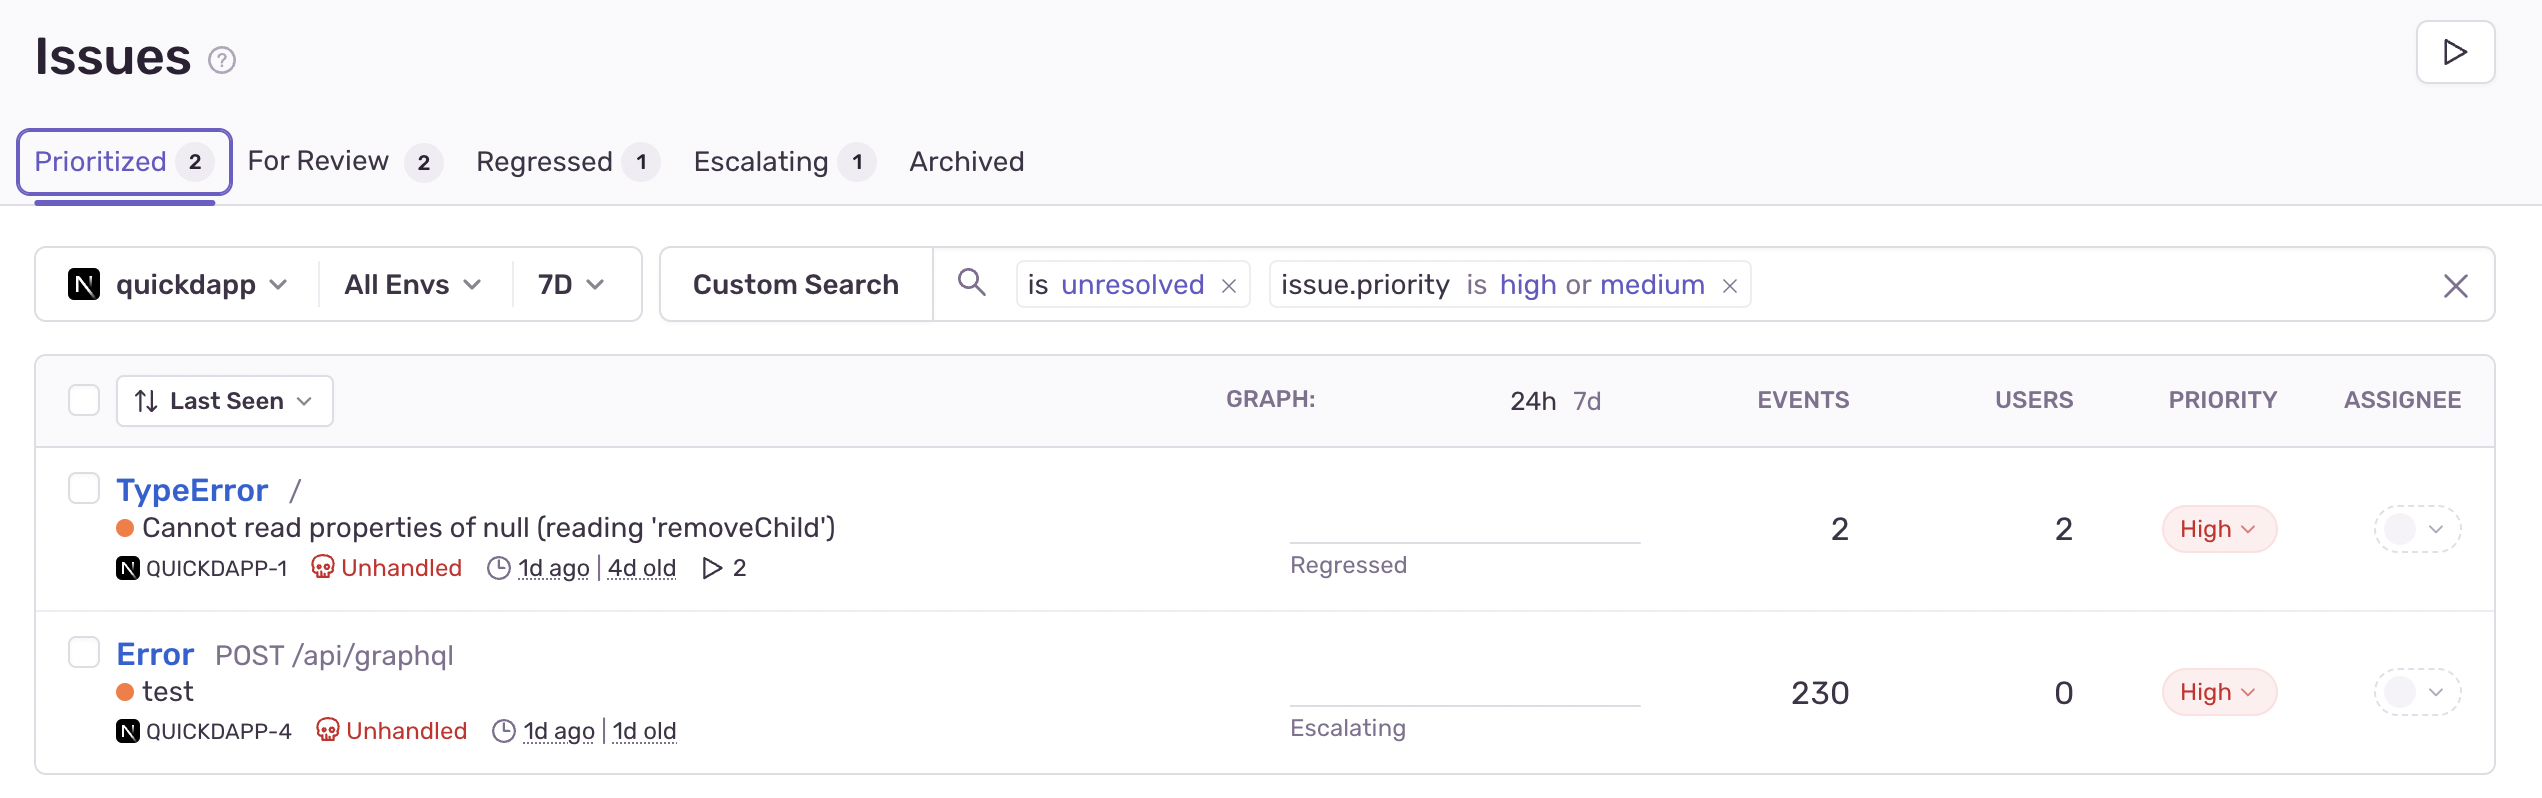 Issues ?
Prioritized 2 For Review 2 Regressed 1 Escalating 1 Archived
N quickdapp All Envs 7D Custom Search is unresolved × issue.priority is high or medium ×
Last Seen GRAPH: 24h 7d EVENTS USERS PRIORITY ASSIGNEE
TypeError /
Cannot read properties of null (reading 'removeChild') 2 2 High
N QUICKDAPP-1 Unhandled 1d ago | 4d old 2 Regressed
Error POST /api/graphql
test 230 0 High
N QUICKDAPP-4 Unhandled 1d ago | 1d old Escalating